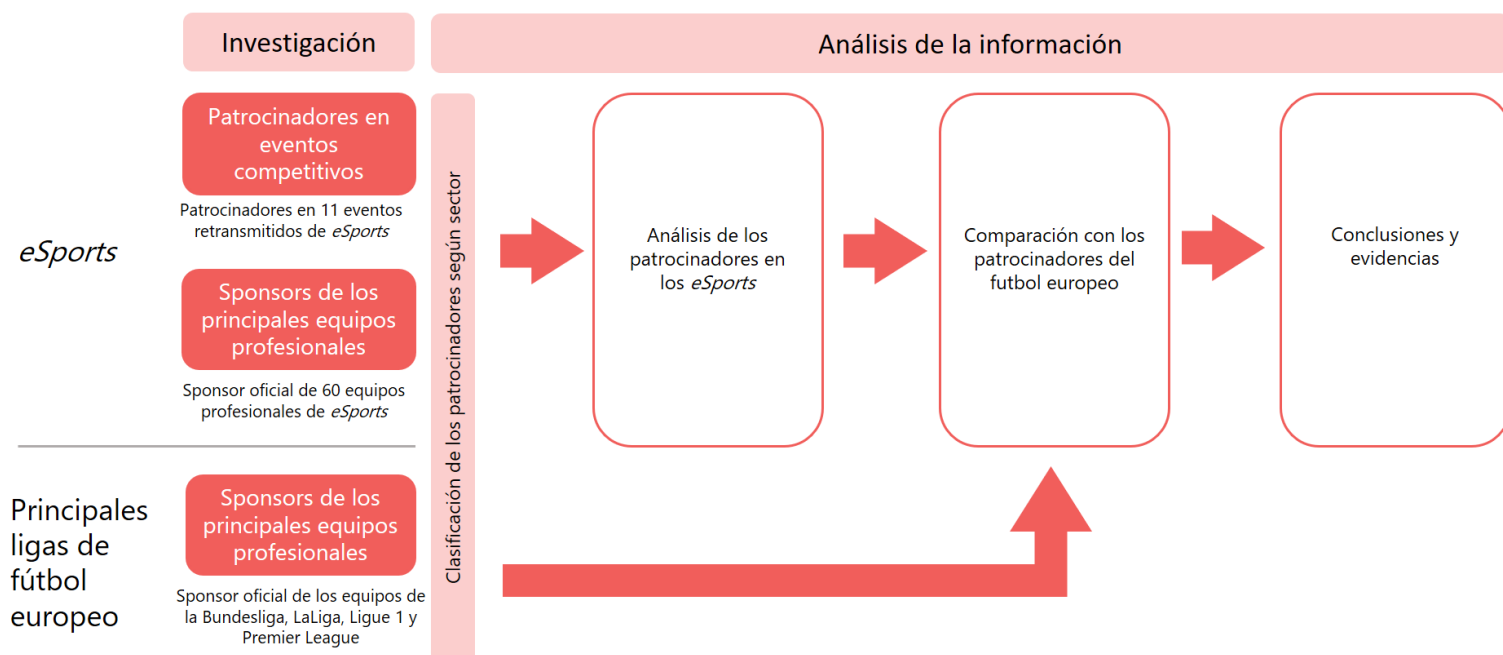 Investigación
Análisis de la información
eSports
Patrocinadores en
eventos
competitivos
Patrocinadores en 11 eventos
retransmitidos de eSports
Sponsors de los
principales equipos
profesionales
Sponsor oficial de 60 equipos
profesionales de eSports
Principales
ligas de
fútbol
europeo
Sponsors de los
principales equipos
profesionales
Sponsor oficial de los equipos de
la Bundesliga, LaLiga, Ligue 1 y
Premier League
Clasificación de los patrocinadores según sector
Análisis de los
patrocinadores en
los eSports
Comparación con los
patrocinadores del
futbol europeo
Conclusiones y
evidencias